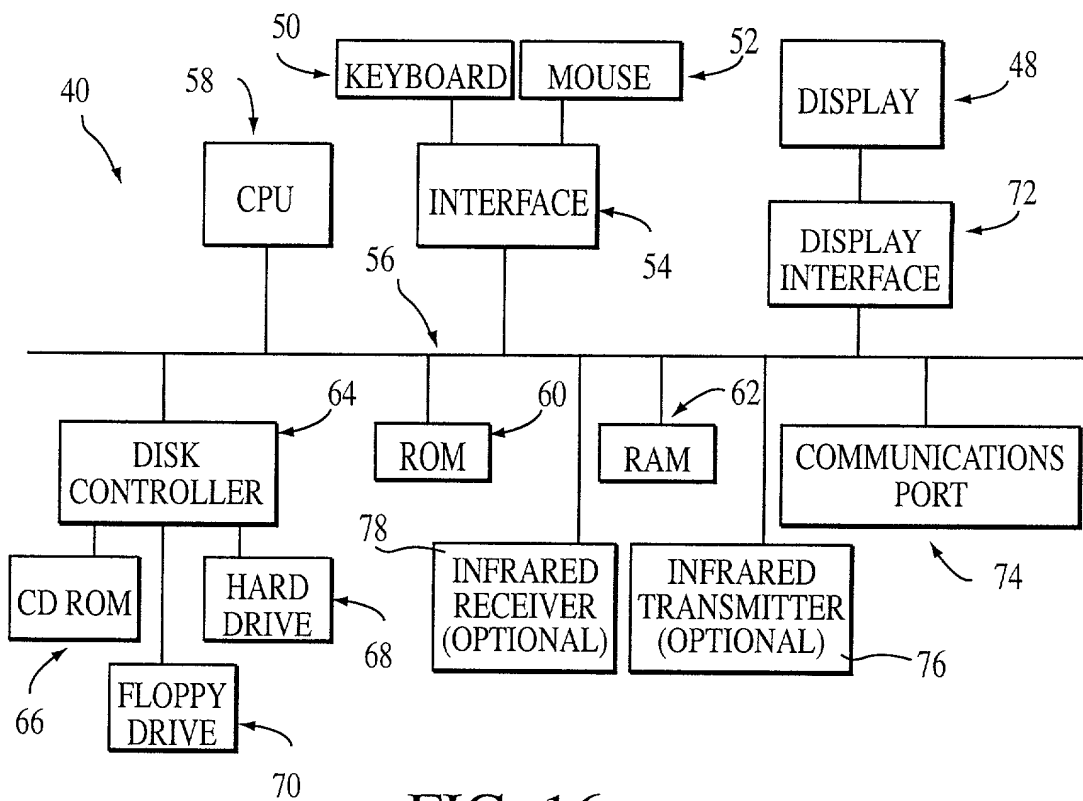 50
KEYBOARD
MOUSE
52
58
40
CPU
INTERFACE
54
DISPLAY
48
DISPLAY
INTERFACE
72
56
64
DISK
CONTROLLER
60
ROM
62
RAM
COMMUNICATIONS
PORT
74
CD ROM
66
HARD
DRIVE
68
FLOPPY
DRIVE
70
78
INFRARED
RECEIVER
(OPTIONAL)
INFRARED
TRANSMITTER
(OPTIONAL)
76
FIG. 16